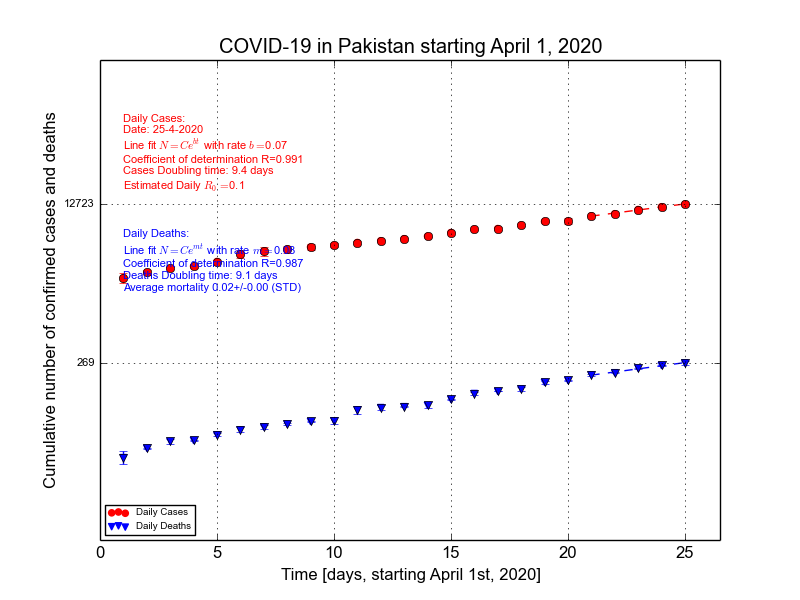 COVID-19 in Pakistan starting April 1, 2020
Cumulative number of confirmed cases and deaths
12723
269
Daily Cases:
Date: 25-4-2020
Line fit N = Ce^{bt} with rate b =0.07
Coefficient of determination R=0.991
Cases Doubling time: 9.4 days
Estimated Daily R_0 =0.1
Daily Deaths:
Line fit N = Ce^{mt} with rate
Coefficient of determination R=0.987
Deaths Doubling time: 9.1 days
Average mortality 0.02+/-0.00 (STD)
Daily Cases
Daily Deaths
0 5 10 15 20 25
Time [days, starting April 1st, 2020]